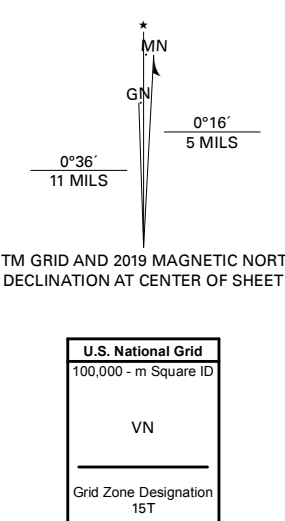 ★
MN
GN
0°16´
5 MILS
0°36´
11 MILS
TM GRID AND 2019 MAGNETIC NORT
DECLINATION AT CENTER OF SHEET
U.S. National Grid
100,000 - m Square ID
VN
Grid Zone Designation
15T